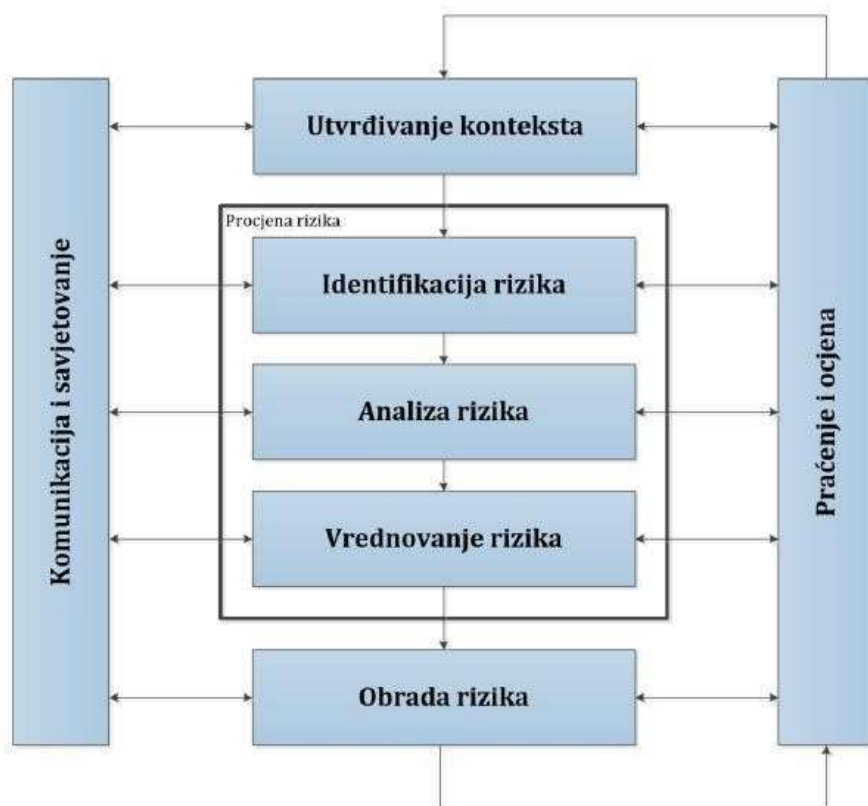 Utvrđivanje konteksta
Procjena rizika
Identifikacija rizika
Analiza rizika
Vrednovanje rizika
Obrada rizika
Komunikacija i savjetovanje
Praćenje i ocjena